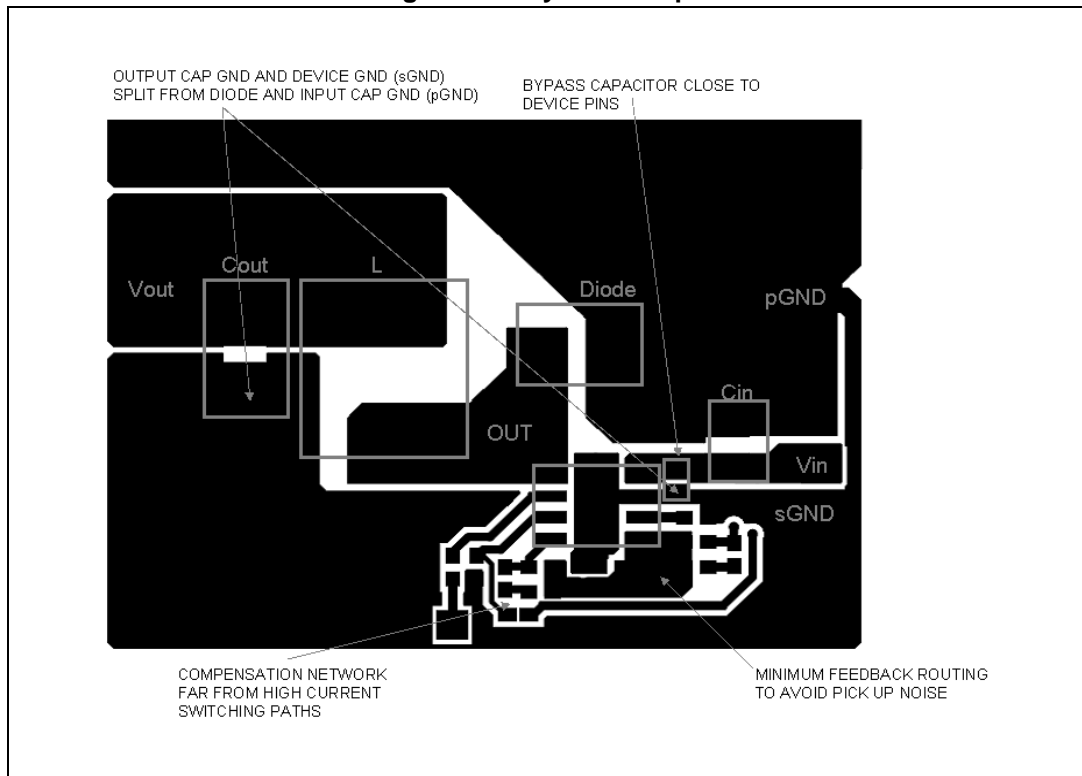 OUTPUT CAP GND AND DEVICE GND (sGND)
SPLIT FROM DIODE AND INPUT CAP GND (pGND)
BYPASS CAPACITOR CLOSE TO
DEVICE PINS
Cout
L
Vout
Diode
pGND
Cin
OUT
Vin
sGND
COMPENSATION NETWORK
FAR FROM HIGH CURRENT
SWITCHING PATHS
MINIMUM FEEDBACK ROUTING
TO AVOID PICK UP NOISE